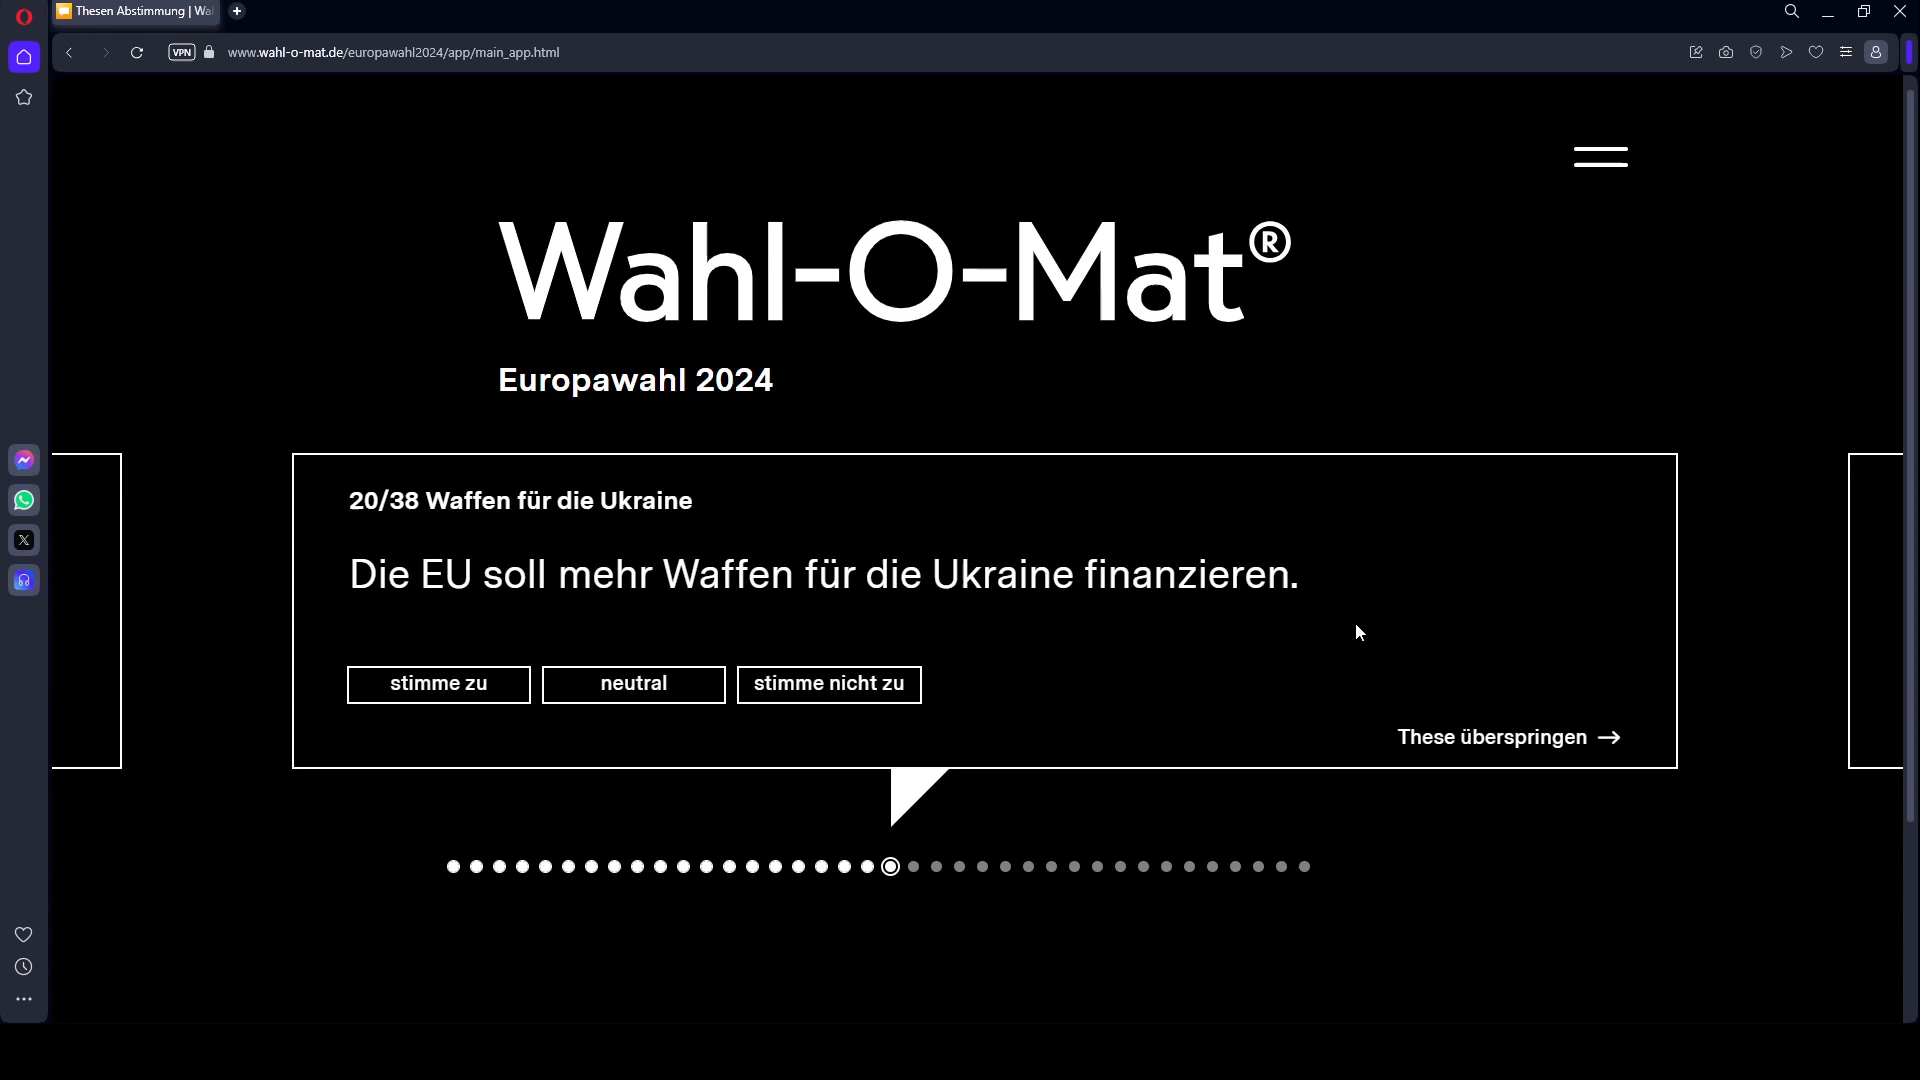 Thesen Abstimmung | Wa
VPN
www.wahl-o-mat.de/europawahl2024/app/main_app.html
Wahl-O-Mat®
Europawahl 2024
20/38 Waffen für die Ukraine
Die EU soll mehr Waffen für die Ukraine finanzieren.
stimme zu
neutral
stimme nicht zu
These überspringen →